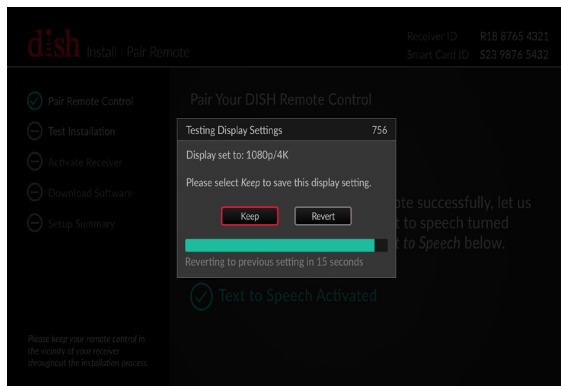 dish Install - Pair Remote
Receiver ID R18 8765 4321
Smart Card ID S23 9876 5432
Pair Remote Control
Test Installation
Activate Receiver
Download Software
Setup Summary
Please keep your remote control in
the vicinity of your receiver
throughout the installation process.
Pair Your DISH Remote Control
Testing Display Settings 756
Display set to: 1080p/4K
Please select Keep to save this display setting.
Keep Revert
Reverting to previous setting in 15 seconds
successfully, let us
to speech turned
to Speech below.
Text to Speech Activated